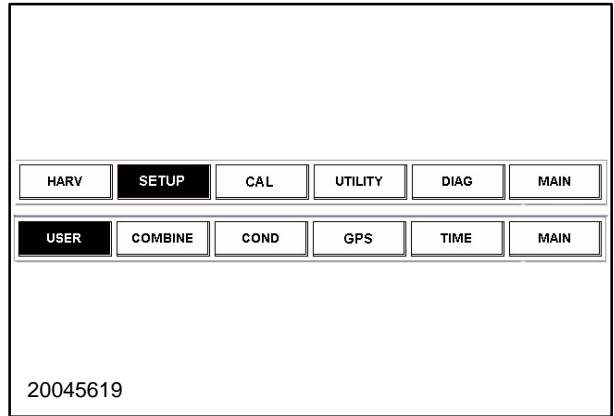 HARV SETUP CAL UTILITY DIAG MAIN
USER COMBINE COND GPS TIME MAIN
20045619